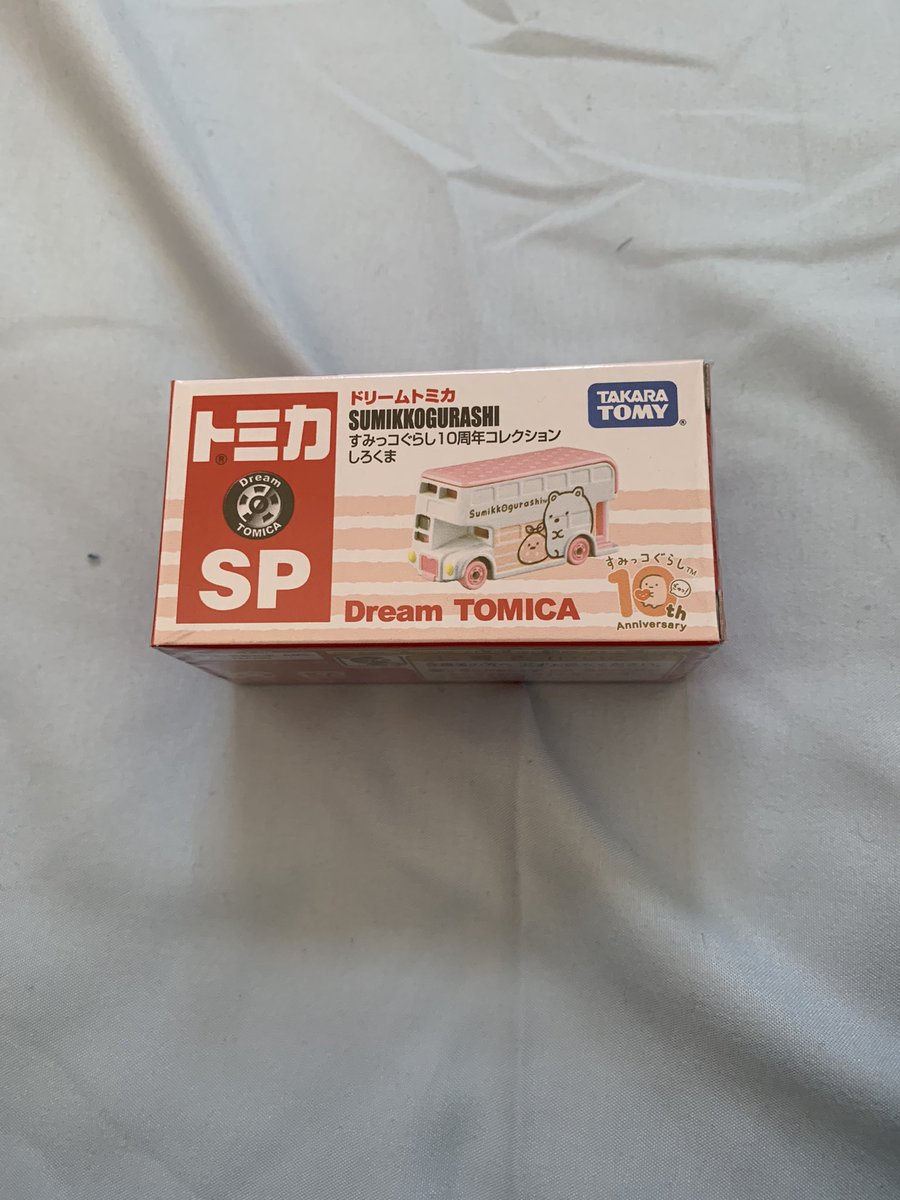 トミカ
®
Dream
TOMICA
SP
ドリームトミカ
SUMIKKOGURASHI
すみっコぐらし10周年コレクション
しろくま
TAKARA
TOMY
®
Sumikkogurashi
Dream TOMICA
すみっコぐらし™
10th
Anniversary